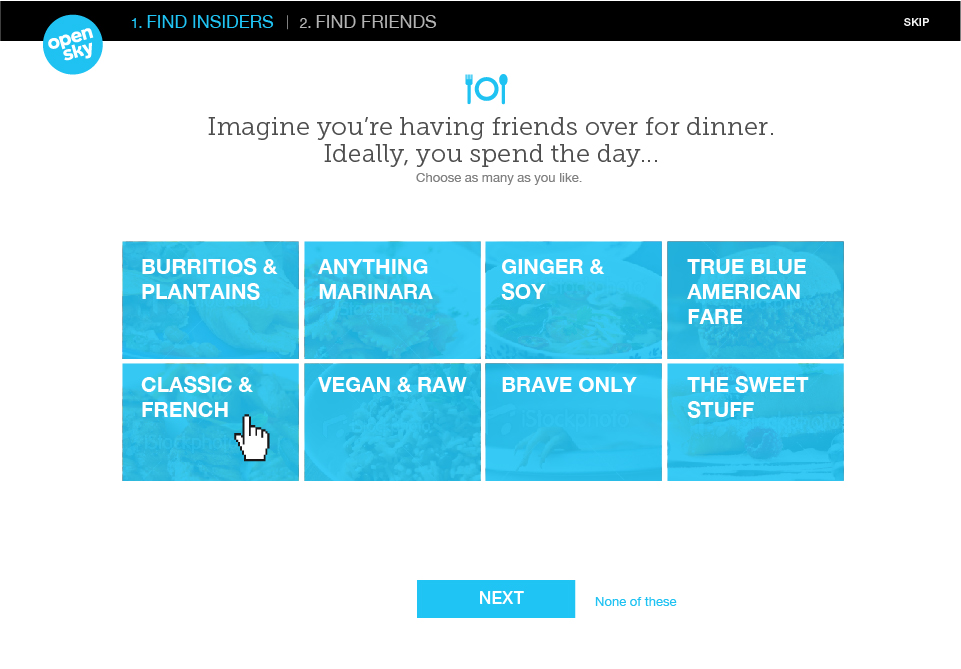 1. FIND INSIDERS | 2. FIND FRIENDS
SKIP
open
sky
Imagine you're having friends over for dinner.
Ideally, you spend the day...
Choose as many as you like.
BURRITIOS &
PLANTAINS
ANYTHING
MARINARA
GINGER &
SOY
TRUE BLUE
AMERICAN
FARE
CLASSIC &
FRENCH
VEGAN & RAW
BRAVE ONLY
THE SWEET
STUFF
iStockphoto
NEXT
None of these